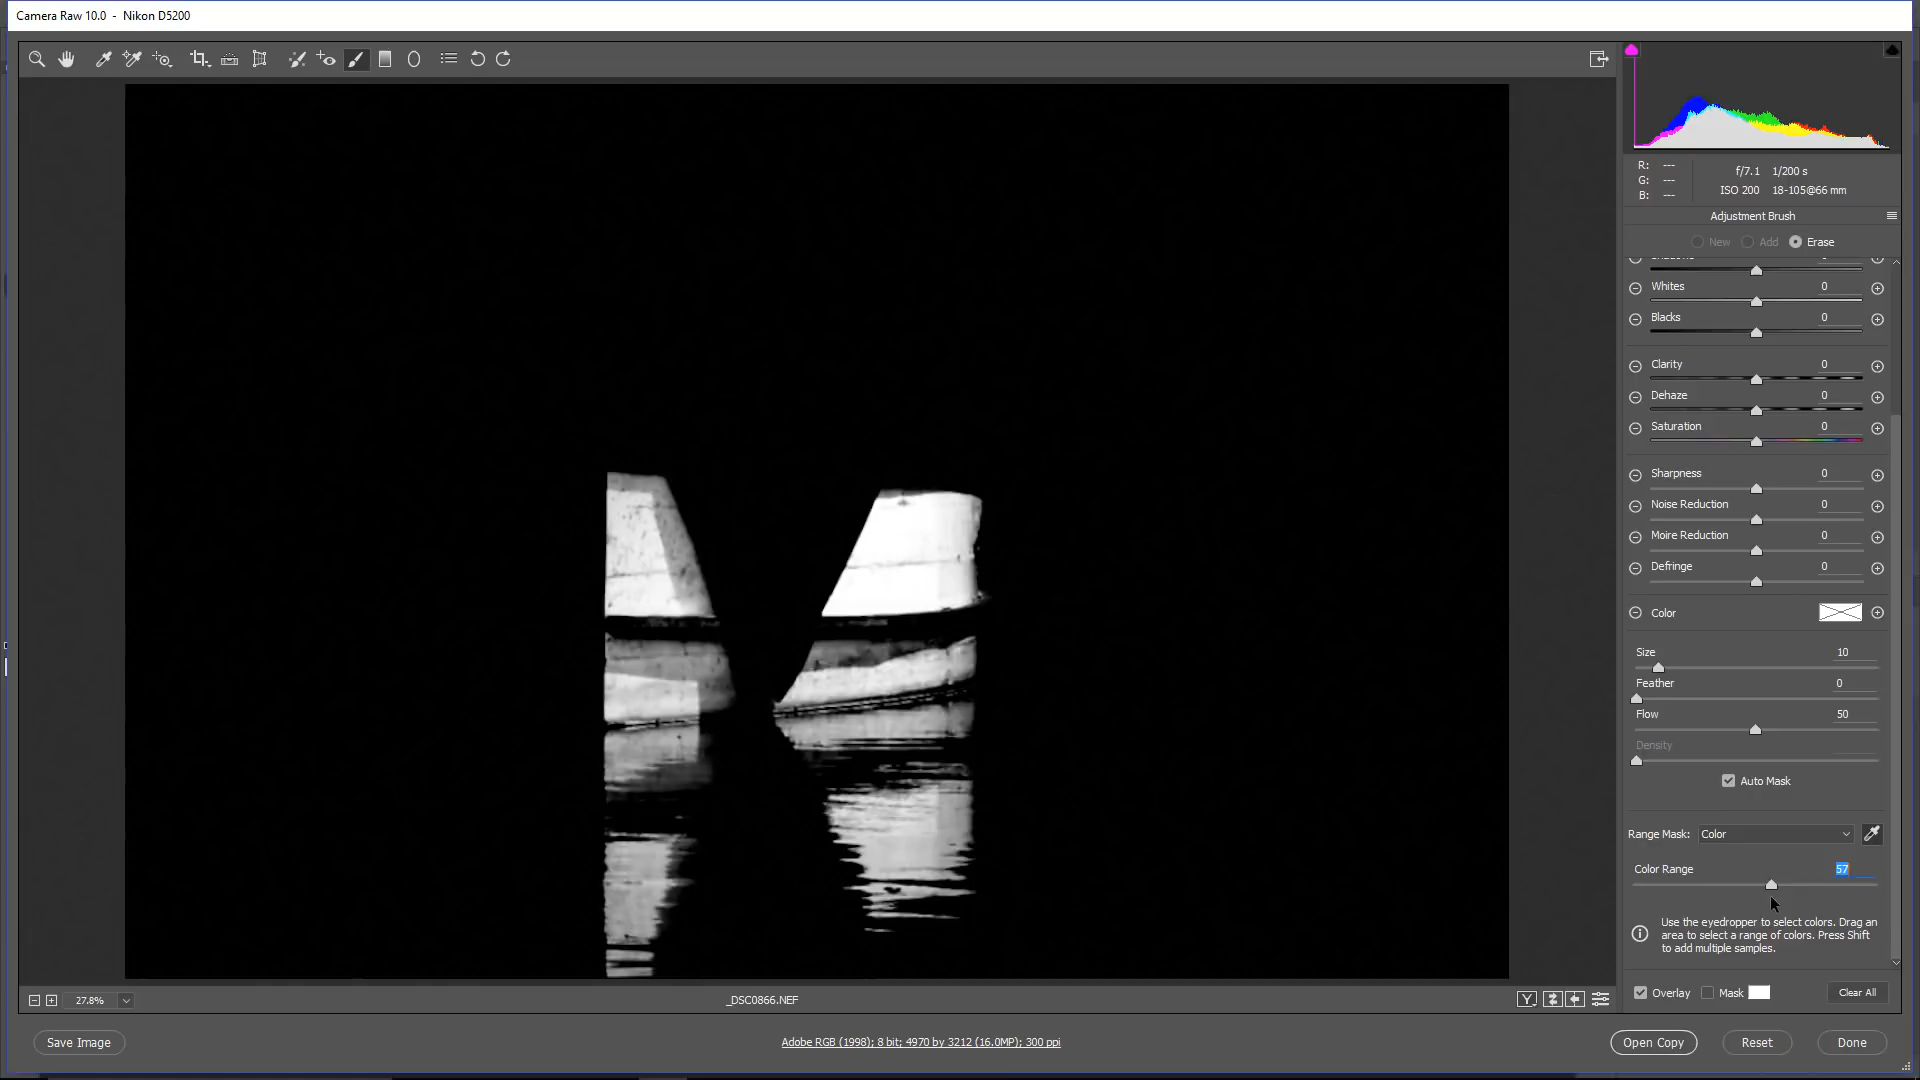 Camera Raw 10.0 - Nikon D5200
R: ---
G: ---
B: ---
f/7.1 1/200 s
ISO 200 18-105@66 mm
Adjustment Brush
New Add Erase
Whites 0
Blacks 0
Clarity 0
Dehaze 0
Saturation 0
Sharpness 0
Noise Reduction 0
Moire Reduction 0
Defringe 0
Color
Size 10
Feather 0
Flow 50
Density
Auto Mask
Range Mask: Color
Color Range 57
Use the eyedropper to select colors. Drag an
area to select a range of colors. Press Shift
to add multiple samples.
Overlay Mask Clear All
27.8% _DSC0866.NEF Y
Save Image Adobe RGB (1998); 8 bit; 4970 by 3212 (16.0MP); 300 ppi Open Copy Reset Done